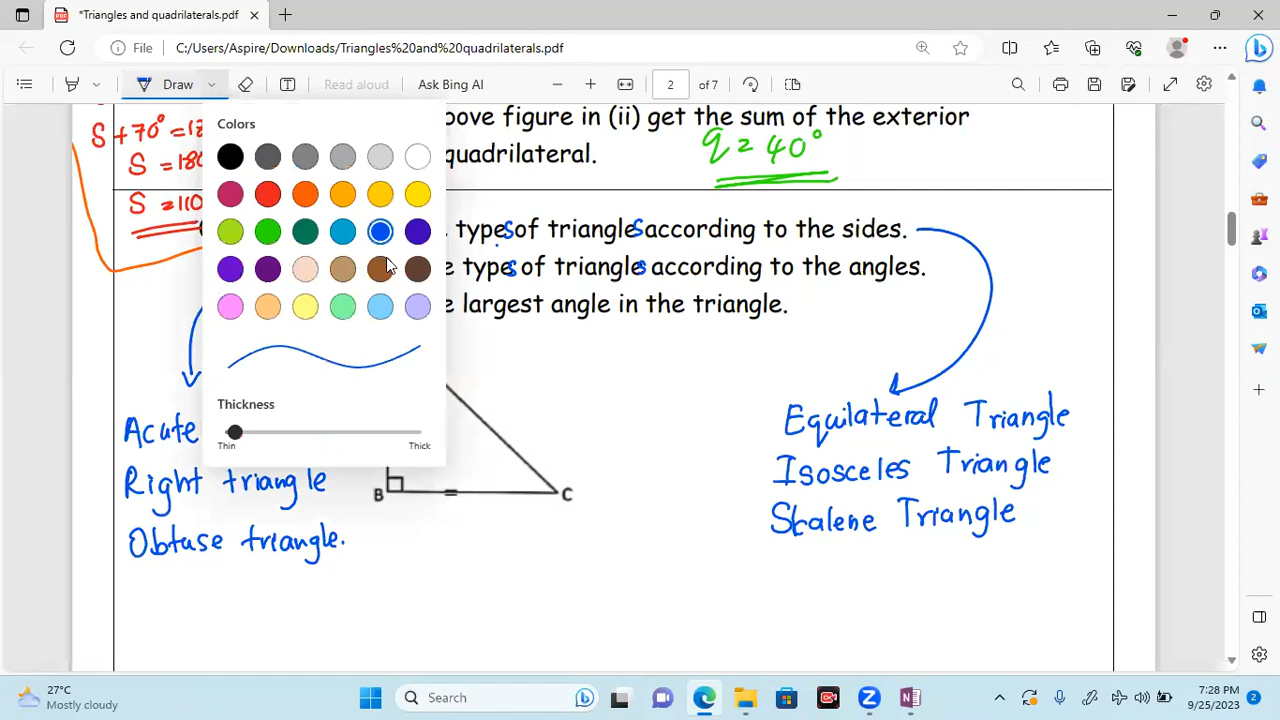 *Triangles and quadrilaterals.pdf
File C:/Users/Aspire/Downloads/Triangles%20and%20quadrilaterals.pdf
Draw Read aloud Ask Bing AI 2 of 7
Colors
Thickness
Thin Thick
S + 70° = 18
S = 180
S = 110
ove figure in (ii) get the sum of the exterior
quadrilateral.
q = 40°
types of triangles according to the sides.
e types of triangles according to the angles.
e largest angle in the triangle.
Acute
Right triangle
Obtuse triangle.
B C
Equilateral Triangle
Isosceles Triangle
Scalene Triangle
27°C
Mostly cloudy
Search
7:28 PM
9/25/2023
2